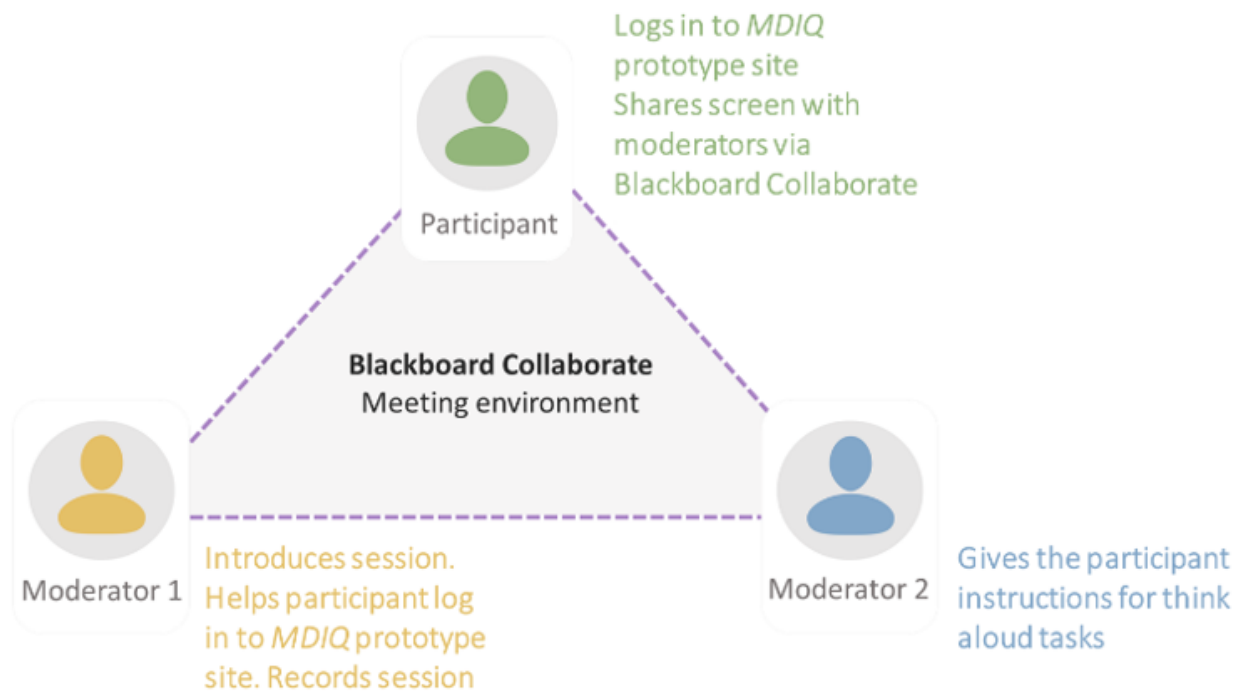 Logs in to MDIQ
prototype site
Shares screen with
moderators via
Blackboard Collaborate
Participant
Blackboard Collaborate
Meeting environment
Moderator 1
Introduces session.
Helps participant log
in to MDIQ prototype
site. Records session
Moderator 2
Gives the participant
instructions for think
aloud tasks